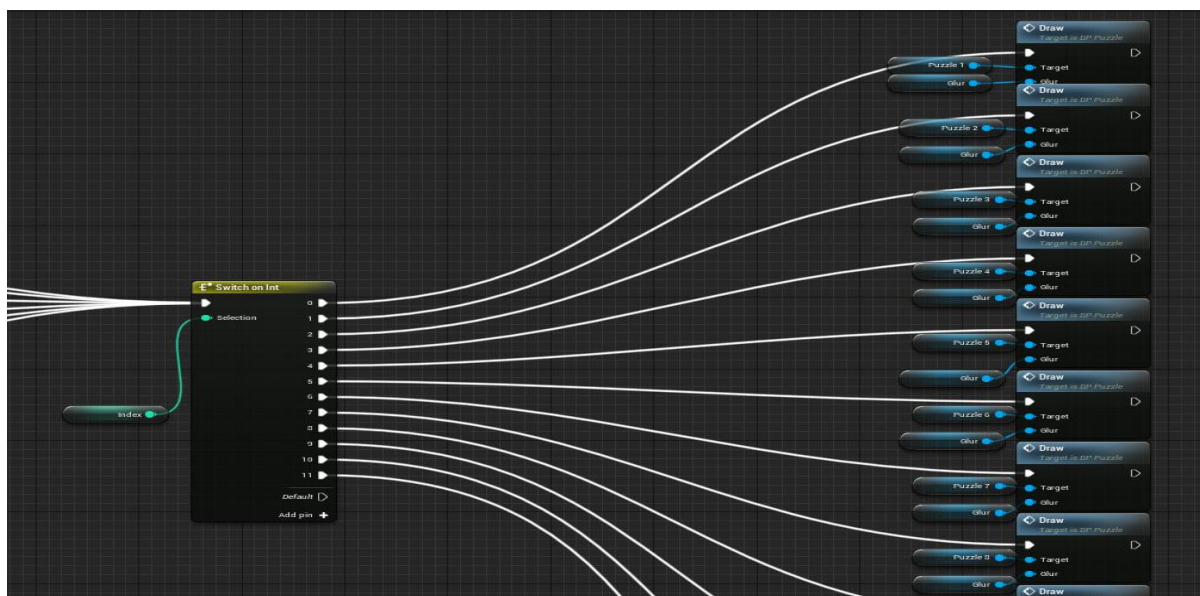 Switch on Int
Selection
0
1
2
3
4
5
6
7
8
9
10
11
Default
Add pin
Index
Draw
Target is BP Puzzle
Puzzle 1
Target
Glur
Glur
Draw
Target is BP Puzzle
Puzzle 2
Target
Glur
Glur
Draw
Target is BP Puzzle
Puzzle 3
Target
Glur
Glur
Draw
Target is BP Puzzle
Puzzle 4
Target
Glur
Glur
Draw
Target is BP Puzzle
Puzzle 5
Target
Glur
Glur
Draw
Target is BP Puzzle
Puzzle 6
Target
Glur
Glur
Draw
Target is BP Puzzle
Puzzle 7
Target
Glur
Glur
Draw
Target is BP Puzzle
Puzzle 8
Target
Glur
Glur
Draw